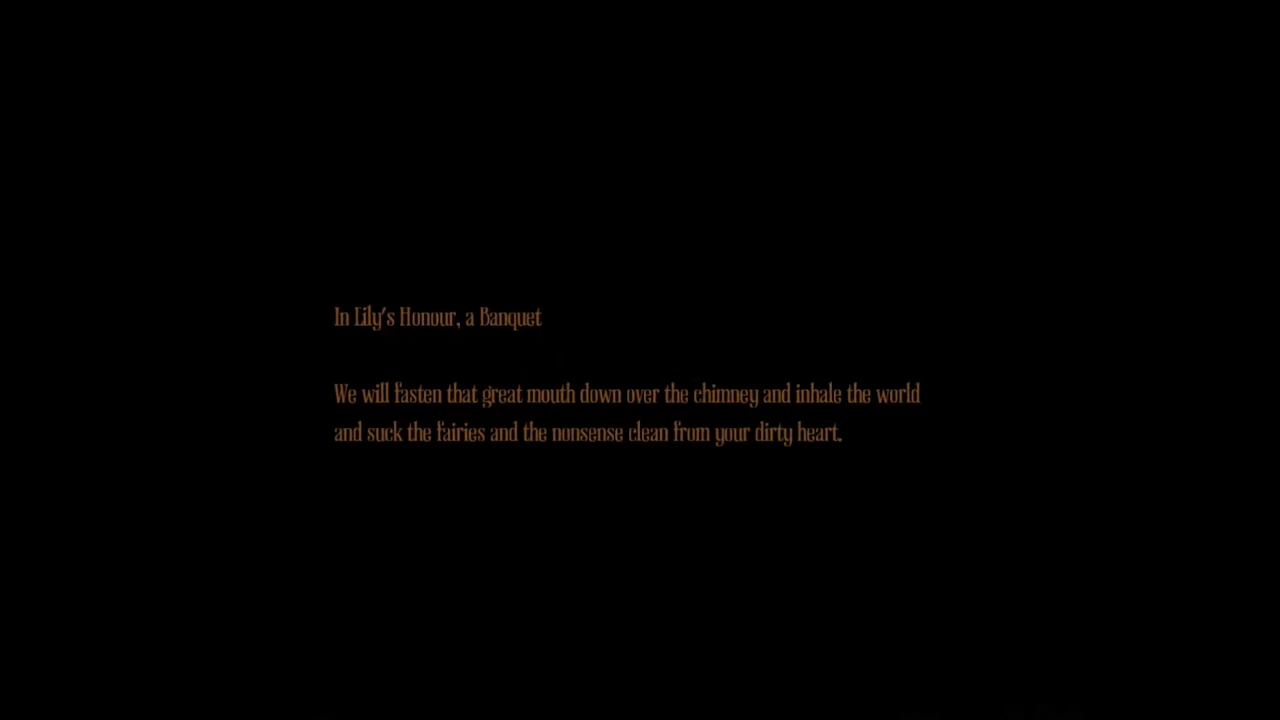 In Lily's Honour, a Banquet
We will fasten that great mouth down over the chimney and inhale the world
and suck the fairies and the nonsense clean from your dirty heart.